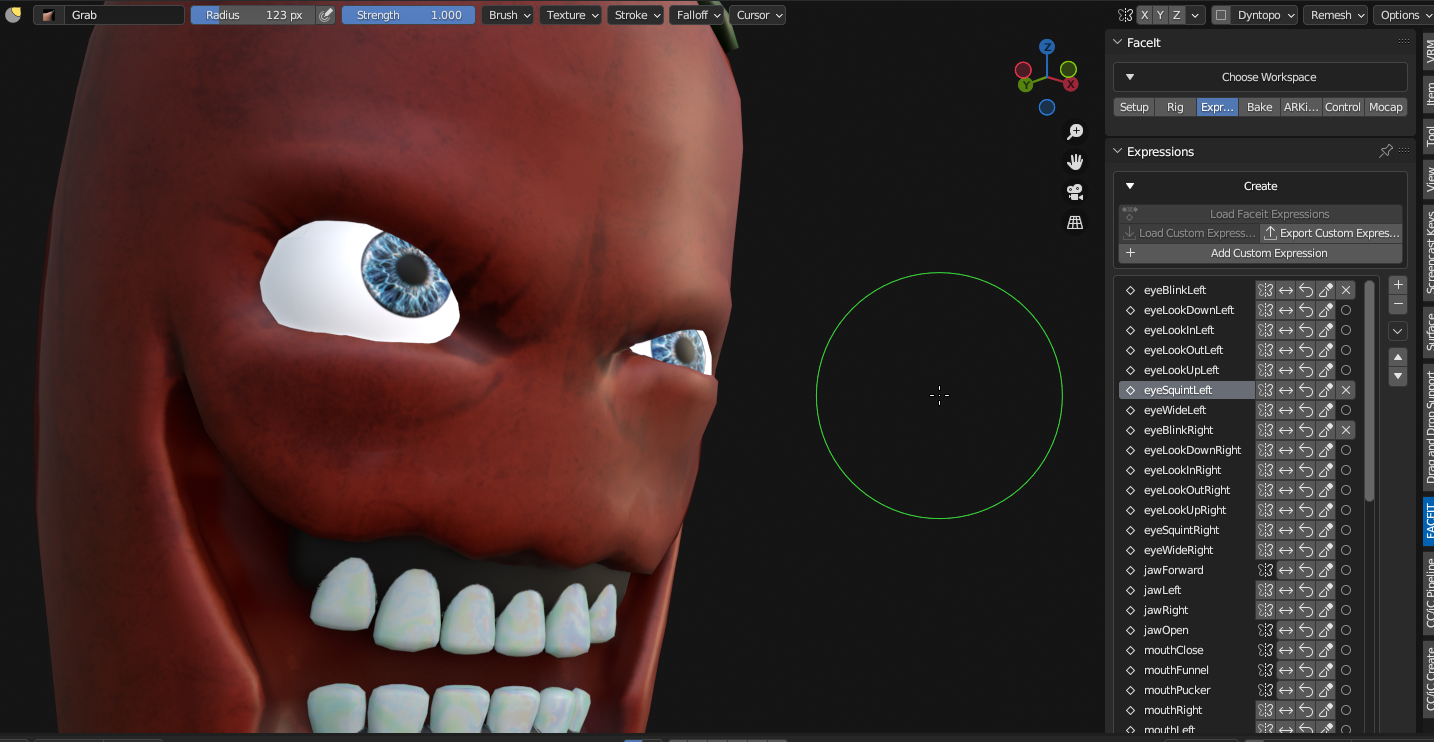 Grab Radius 123 px Strength 1.000 Brush Texture Stroke Falloff Cursor X Y Z Dyntopo Remesh Options
FaceIt
Choose Workspace
Setup Rig Expr... Bake ARKi... Control Mocap
Expressions
Create
Load Faceit Expressions
Load Custom Express... Export Custom Expres...
Add Custom Expression
eyeBlinkLeft
eyeLookDownLeft
eyeLookInLeft
eyeLookOutLeft
eyeLookUpLeft
eyeSquintLeft
eyeWideLeft
eyeBlinkRight
eyeLookDownRight
eyeLookInRight
eyeLookOutRight
eyeLookUpRight
eyeSquintRight
eyeWideRight
jawForward
jawLeft
jawRight
jawOpen
mouthClose
mouthFunnel
mouthPucker
mouthRight
mouthLeft
Z
Y
X
VRM
Item
Tool
View
Screencast Keys
Surface
Drag and Drop Support
FACEIT
CC/iC Pipeline
CC/iC Create